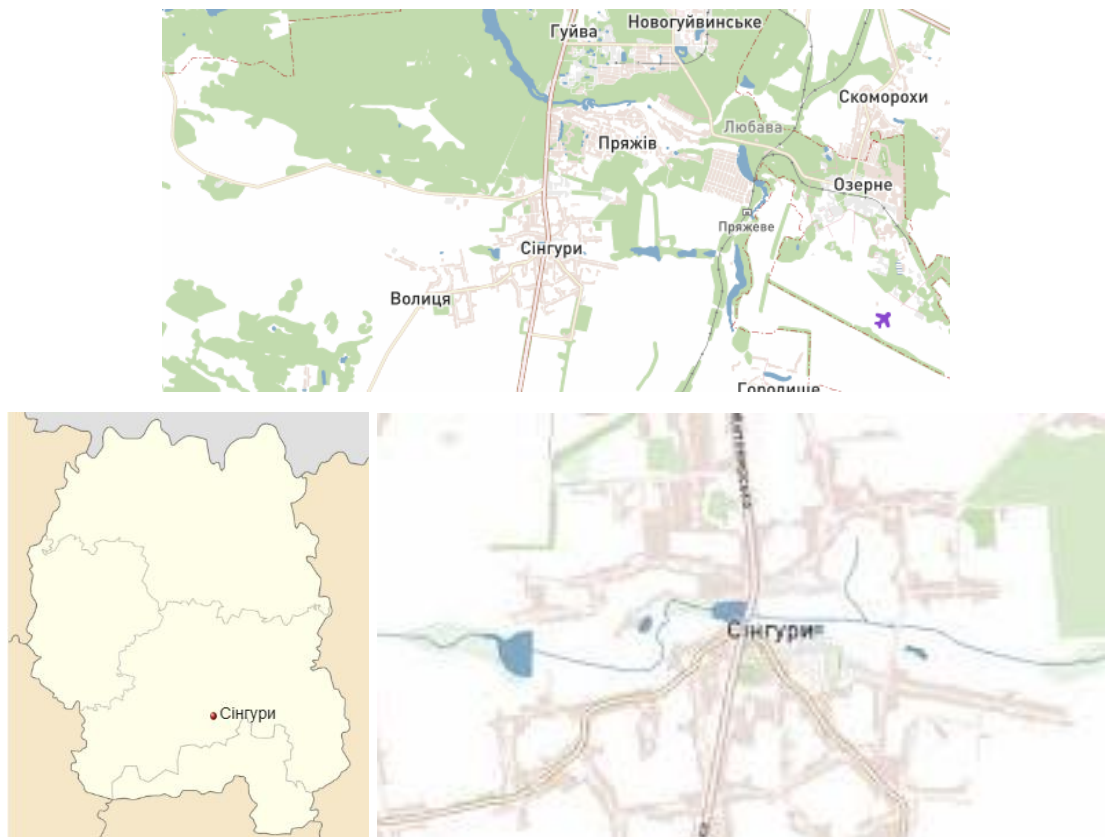 Новогуйвинське
Гуйва
Скоморохи
Любава
Пряжів
Озерне
Пряжеве
Сінгури
Волиця
Городище
Сінгури
Сінгури